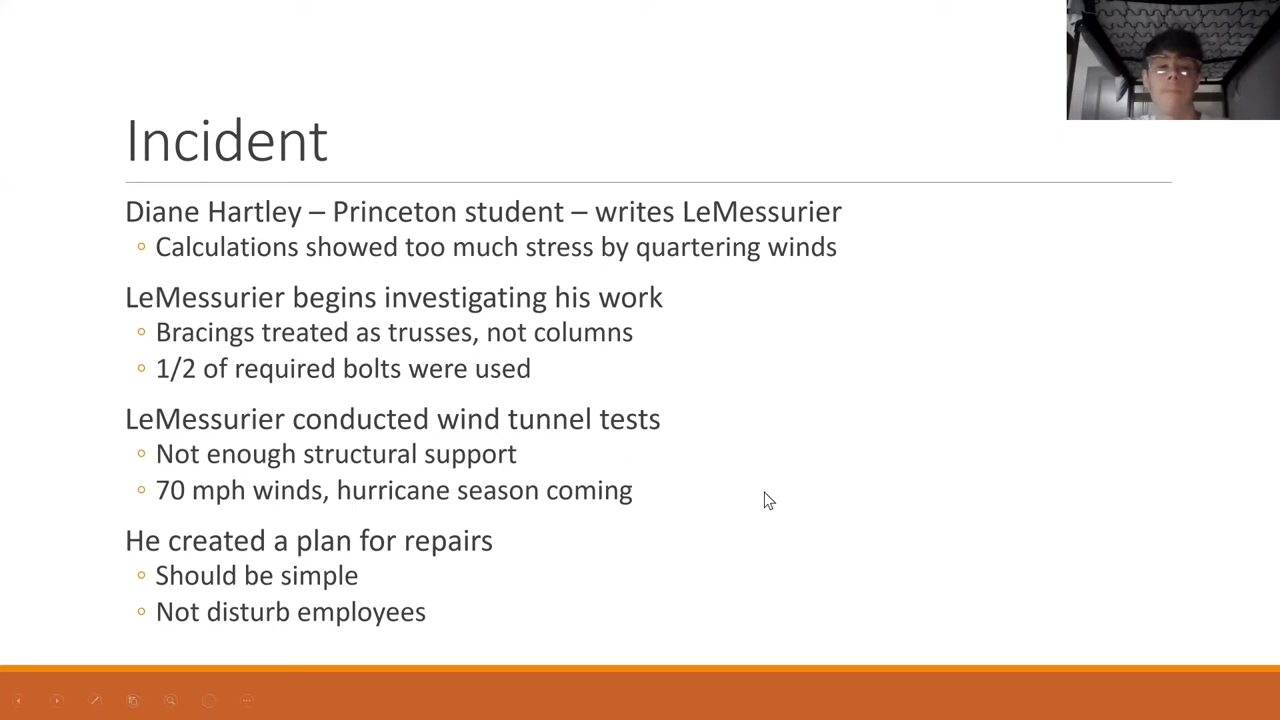 Incident
Diane Hartley – Princeton student – writes LeMessurier
Calculations showed too much stress by quartering winds
LeMessurier begins investigating his work
Bracings treated as trusses, not columns
1/2 of required bolts were used
LeMessurier conducted wind tunnel tests
Not enough structural support
70 mph winds, hurricane season coming
He created a plan for repairs
Should be simple
Not disturb employees